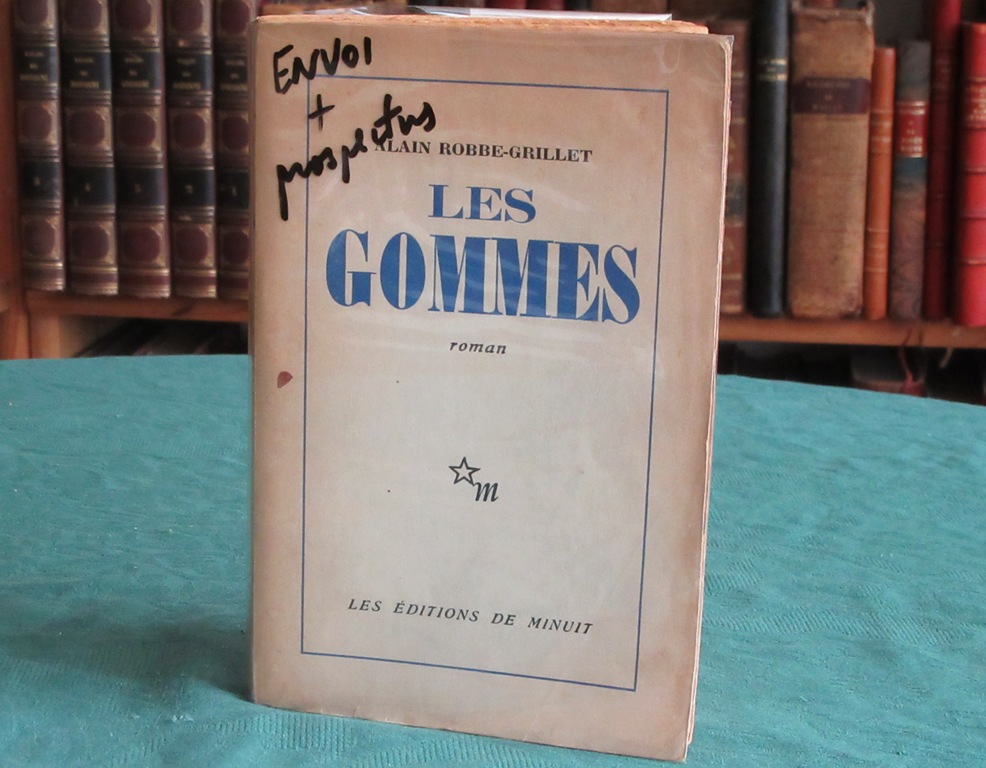 ENVOI
+
prospectus
ALAIN ROBBE-GRILLET
LES
GOMMES
roman
m
LES ÉDITIONS DE MINUIT